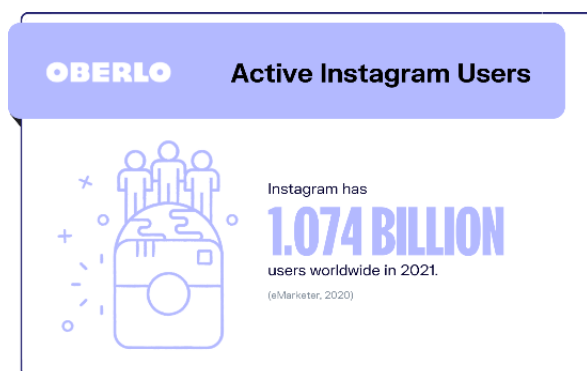 OBERLO
Active Instagram Users
Instagram has
1.074 BILLION
users worldwide in 2021.
(eMarketer, 2020)